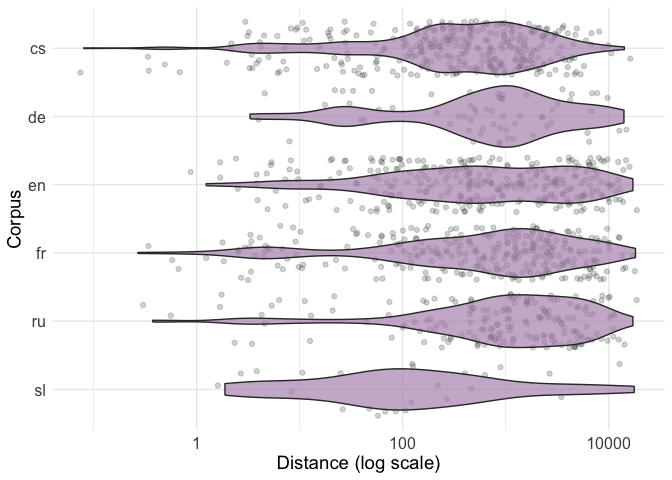 Corpus
cs
de
en
fr
ru
sl
1
100
10000
Distance (log scale)